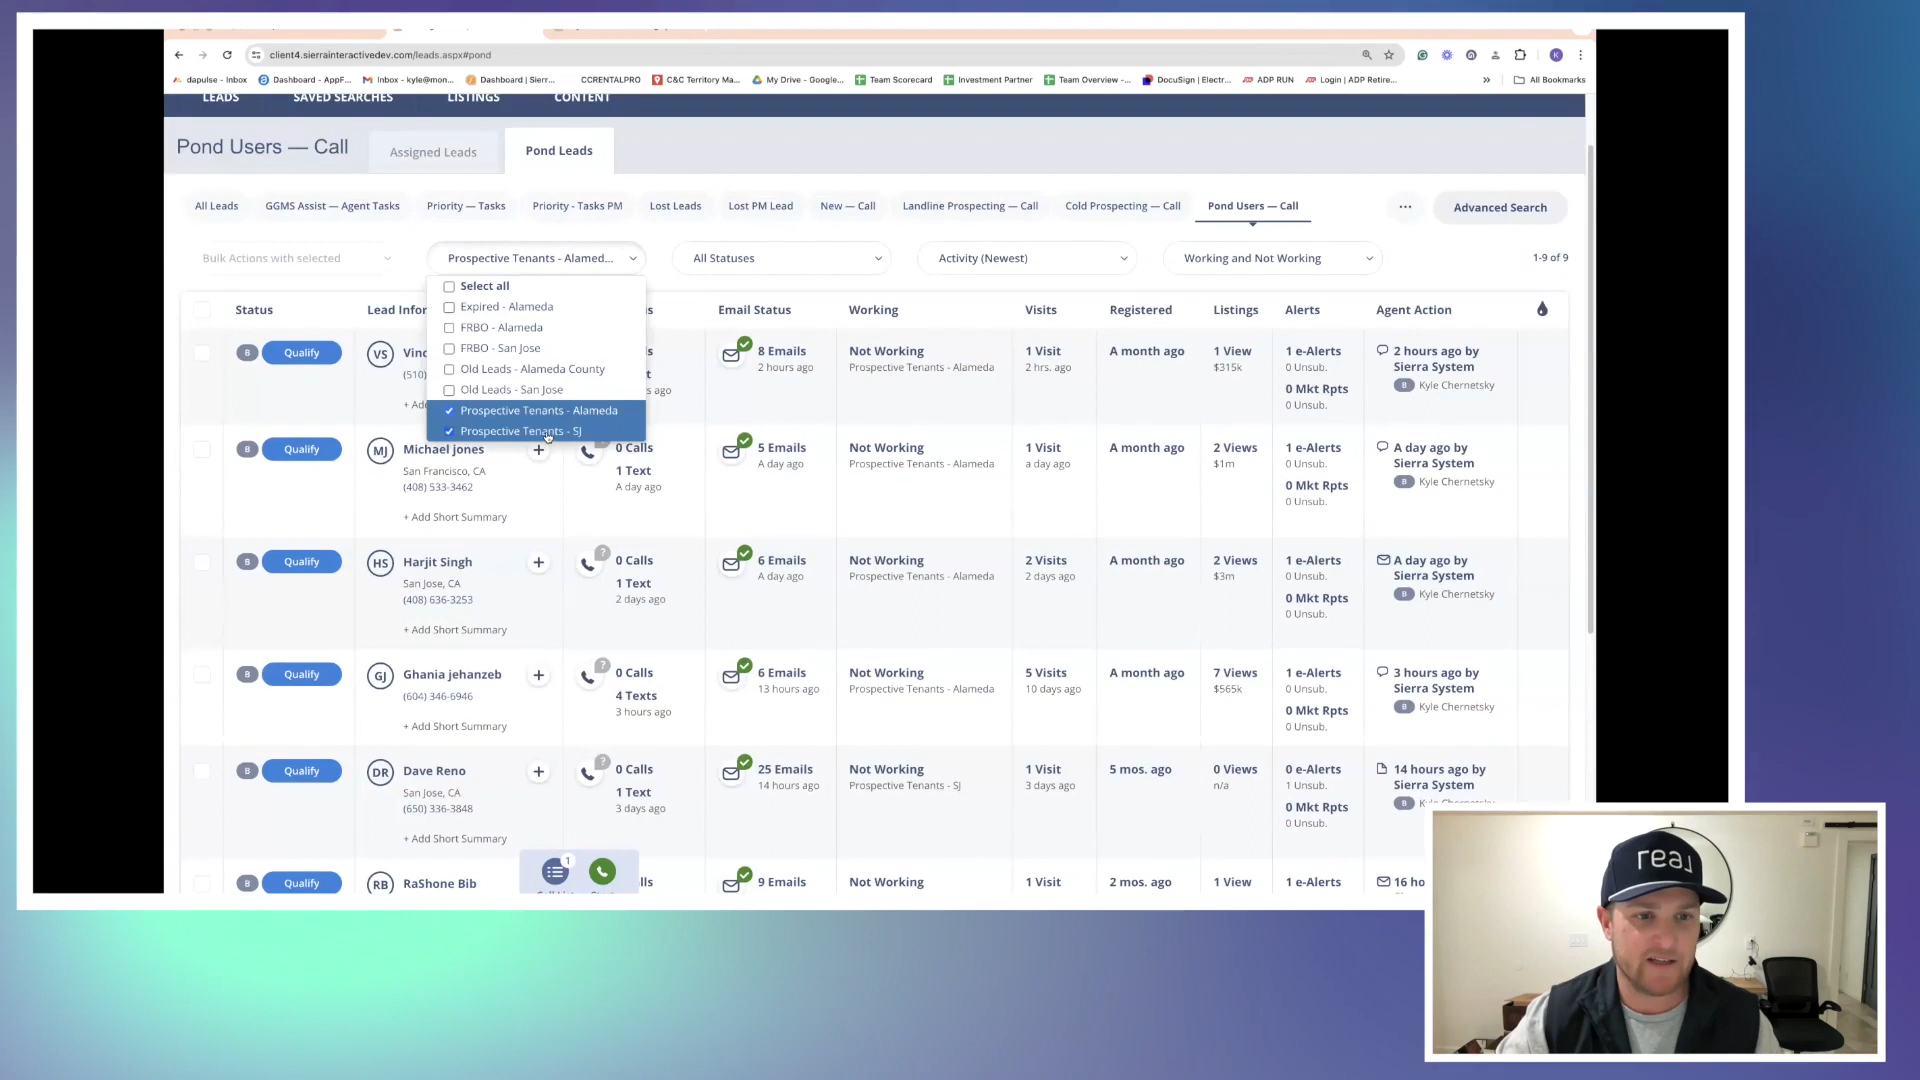 client4.sierrainteractivedev.com/leads.aspx#pond
K
dapulse - Inbox
Dashboard - AppF...
Inbox - kyle@mon...
Dashboard | Sierr...
CCRENTALPRO
C&C Territory Ma...
My Drive - Google...
Team Scorecard
Investment Partner
Team Overview -...
DocuSign | Electr...
ADP RUN
Login | ADP Retire...
»
All Bookmarks
LEADS
SAVED SEARCHES
LISTINGS
CONTENT
Pond Users — Call
Assigned Leads
Pond Leads
All Leads
GGMS Assist — Agent Tasks
Priority — Tasks
Priority - Tasks PM
Lost Leads
Lost PM Lead
New — Call
Landline Prospecting — Call
Cold Prospecting — Call
Pond Users — Call
...
Advanced Search
Bulk Actions with selected
Prospective Tenants - Alamed...
All Statuses
Activity (Newest)
Working and Not Working
1-9 of 9
Select all
Expired - Alameda
FRBO - Alameda
FRBO - San Jose
Old Leads - Alameda County
Old Leads - San Jose
Prospective Tenants - Alameda
Prospective Tenants - SJ
Status
Lead Infor
s
Email Status
Working
Visits
Registered
Listings
Alerts
Agent Action
B
Qualify
VS
Vinc
(510)
+ Add
ls
t
s ago
8 Emails
2 hours ago
Not Working
Prospective Tenants - Alameda
1 Visit
2 hrs. ago
A month ago
1 View
$315k
1 e-Alerts
0 Unsub.
0 Mkt Rpts
0 Unsub.
2 hours ago by
Sierra System
B Kyle Chernetsky
B
Qualify
MJ
Michael jones
San Francisco, CA
(408) 533-3462
+ Add Short Summary
+
0 Calls
1 Text
A day ago
5 Emails
A day ago
Not Working
Prospective Tenants - Alameda
1 Visit
a day ago
A month ago
2 Views
$1m
1 e-Alerts
0 Unsub.
0 Mkt Rpts
0 Unsub.
A day ago by
Sierra System
B Kyle Chernetsky
B
Qualify
HS
Harjit Singh
San Jose, CA
(408) 636-3253
+ Add Short Summary
+
?
0 Calls
1 Text
2 days ago
6 Emails
A day ago
Not Working
Prospective Tenants - Alameda
2 Visits
2 days ago
A month ago
2 Views
$3m
1 e-Alerts
0 Unsub.
0 Mkt Rpts
0 Unsub.
A day ago by
Sierra System
B Kyle Chernetsky
B
Qualify
GJ
Ghania jehanzeb
(604) 346-6946
+ Add Short Summary
+
?
0 Calls
4 Texts
3 hours ago
6 Emails
13 hours ago
Not Working
Prospective Tenants - Alameda
5 Visits
10 days ago
A month ago
7 Views
$565k
1 e-Alerts
0 Unsub.
0 Mkt Rpts
0 Unsub.
3 hours ago by
Sierra System
B Kyle Chernetsky
B
Qualify
DR
Dave Reno
San Jose, CA
(650) 336-3848
+ Add Short Summary
+
?
0 Calls
1 Text
3 days ago
25 Emails
14 hours ago
Not Working
Prospective Tenants - SJ
1 Visit
3 days ago
5 mos. ago
0 Views
n/a
0 e-Alerts
1 Unsub.
0 Mkt Rpts
0 Unsub.
14 hours ago by
Sierra System
B
B
Qualify
RB
RaShone Bib
1
lls
9 Emails
Not Working
1 Visit
2 mos. ago
1 View
1 e-Alerts
16 ho
real